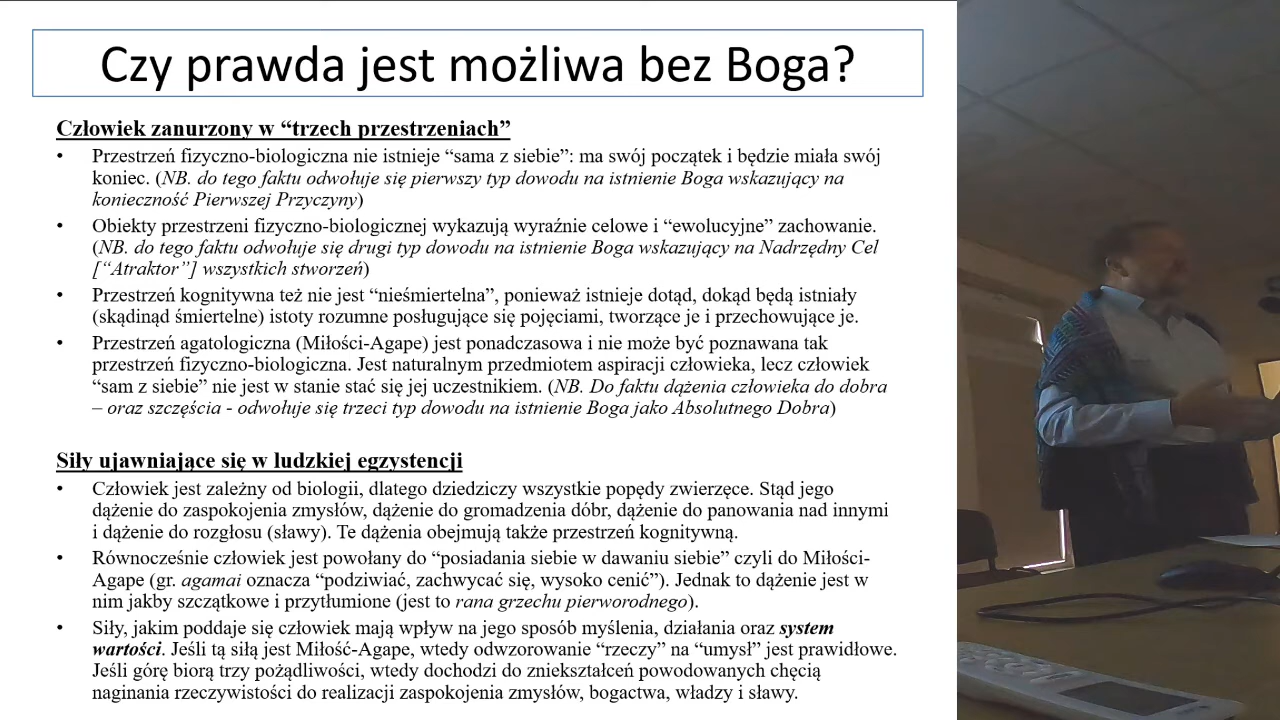 Czy prawda jest możliwa bez Boga?
Człowiek zanurzony w “trzech przestrzeniach”
• Przestrzeń fizyczno-biologiczna nie istnieje “sama z siebie”: ma swój początek i będzie miała swój
koniec. (NB. do tego faktu odwołuje się pierwszy typ dowodu na istnienie Boga wskazujący na
konieczność Pierwszej Przyczyny)
• Obiekty przestrzeni fizyczno-biologicznej wykazują wyraźnie celowe i “ewolucyjne” zachowanie.
(NB. do tego faktu odwołuje się drugi typ dowodu na istnienie Boga wskazujący na Nadrzędny Cel
[“Atraktor”] wszystkich stworzeń)
• Przestrzeń kognitywna też nie jest “nieśmiertelna”, ponieważ istnieje dotąd, dokąd będą istniały
(skądinąd śmiertelne) istoty rozumne posługujące się pojęciami, tworzące je i przechowujące je.
• Przestrzeń agatologiczna (Miłości-Agape) jest ponadczasowa i nie może być poznawana tak
przestrzeń fizyczno-biologiczna. Jest naturalnym przedmiotem aspiracji człowieka, lecz człowiek
“sam z siebie” nie jest w stanie stać się jej uczestnikiem. (NB. Do faktu dążenia człowieka do dobra
– oraz szczęścia - odwołuje się trzeci typ dowodu na istnienie Boga jako Absolutnego Dobra)
Siły ujawniające się w ludzkiej egzystencji
• Człowiek jest zależny od biologii, dlatego dziedziczy wszystkie popędy zwierzęce. Stąd jego
dążenie do zaspokojenia zmysłów, dążenie do gromadzenia dóbr, dążenie do panowania nad innymi
i dążenie do rozgłosu (sławy). Te dążenia obejmują także przestrzeń kognitywną.
• Równocześnie człowiek jest powołany do “posiadania siebie w dawaniu siebie” czyli do Miłości-
Agape (gr. agamai oznacza “podziwiać, zachwycać się, wysoko cenić”). Jednak to dążenie jest w
nim jakby szczątkowe i przytłumione (jest to rana grzechu pierworodnego).
• Siły, jakim poddaje się człowiek mają wpływ na jego sposób myślenia, działania oraz system
wartości. Jeśli tą siłą jest Miłość-Agape, wtedy odwzorowanie “rzeczy” na “umysł” jest prawidłowe.
Jeśli górę biorą trzy pożądliwości, wtedy dochodzi do zniekształceń powodowanych chęcią
naginania rzeczywistości do realizacji zaspokojenia zmysłów, bogactwa, władzy i sławy.